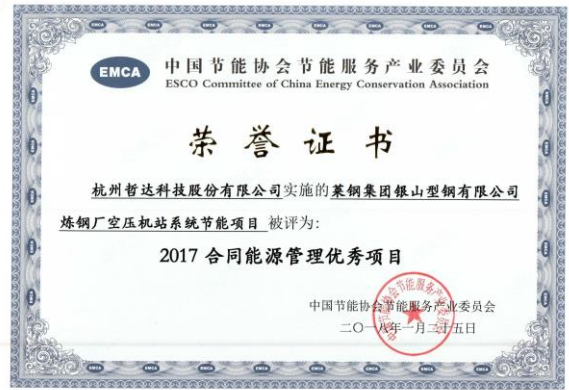 EMCA
中国节能协会节能服务产业委员会
ESCO Committee of China Energy Conservation Association
荣誉证书
杭州哲达科技股份有限公司实施的莱钢集团银山型钢有限公司
炼钢厂空压机站系统节能项目 被评为：
2017 合同能源管理优秀项目
中国节能协会节能服务产业委员会
二〇一八年一月二十五日